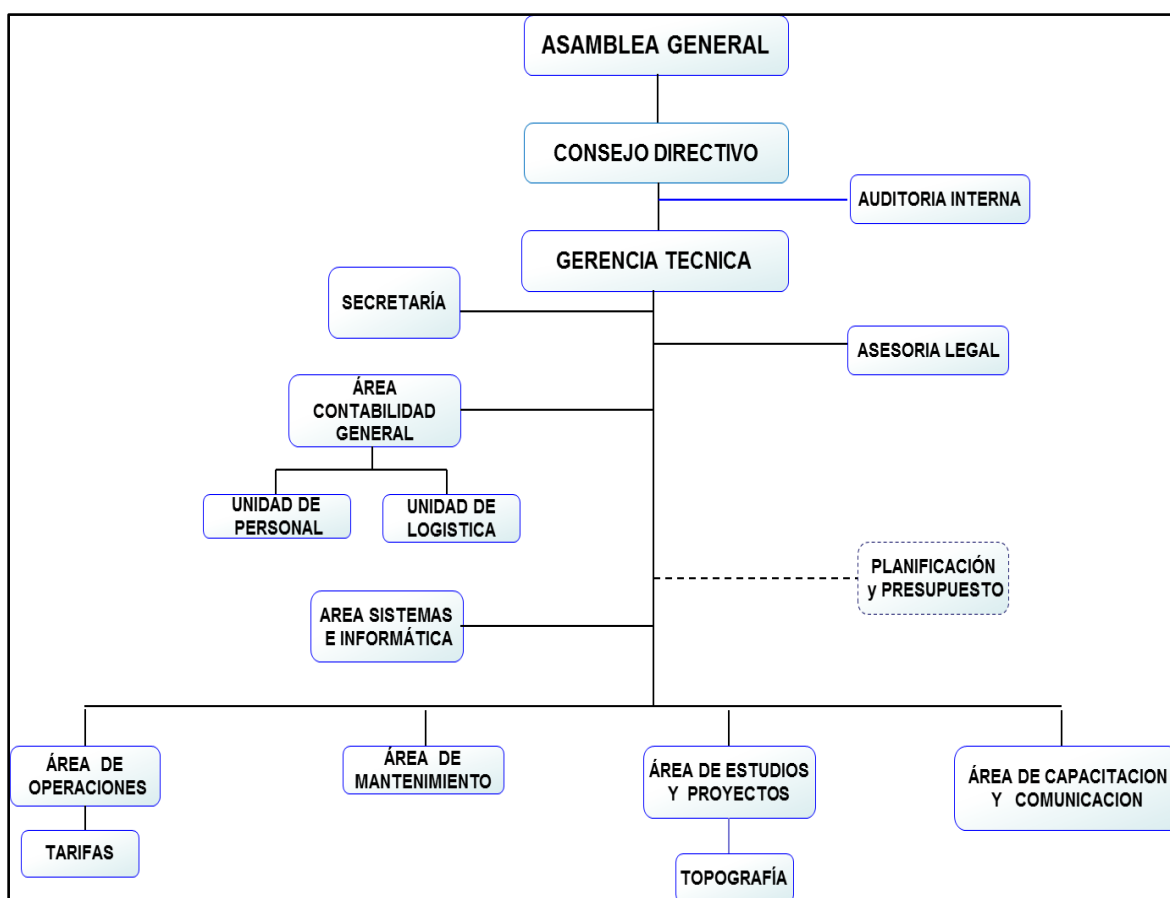 ASAMBLEA GENERAL
CONSEJO DIRECTIVO
AUDITORIA INTERNA
GERENCIA TECNICA
SECRETARÍA
ASESORIA LEGAL
ÁREA
CONTABILIDAD
GENERAL
UNIDAD DE
PERSONAL
UNIDAD DE
LOGISTICA
PLANIFICACIÓN
y PRESUPUESTO
AREA SISTEMAS
E INFORMÁTICA
ÁREA DE
OPERACIONES
ÁREA DE
MANTENIMIENTO
ÁREA DE ESTUDIOS
Y PROYECTOS
ÁREA DE CAPACITACION
Y COMUNICACION
TARIFAS
TOPOGRAFÍA